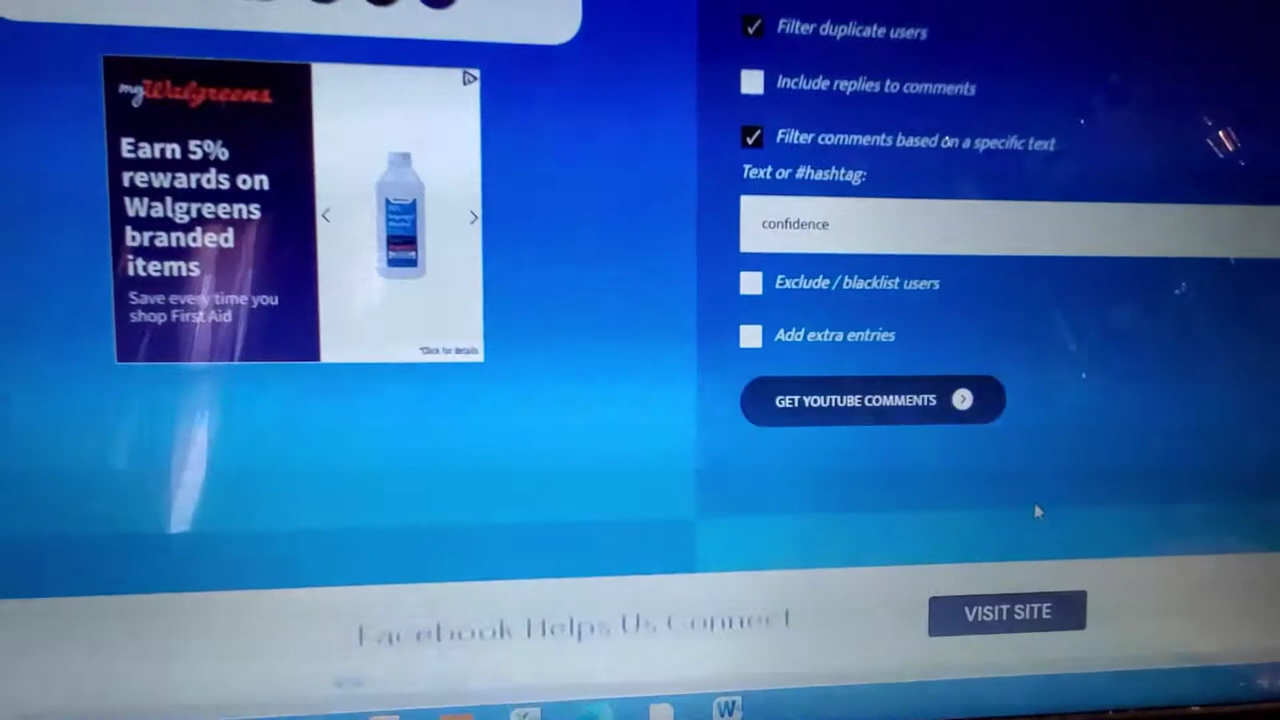 myWalgreens
Earn 5%
rewards on
Walgreens
branded
items
Save every time you
shop First Aid
*Click for details
Filter duplicate users
Include replies to comments
Filter comments based on a specific text
Text or #hashtag:
confidence
Exclude / blacklist users
Add extra entries
GET YOUTUBE COMMENTS
Facebook Helps Us Connect
VISIT SITE
W